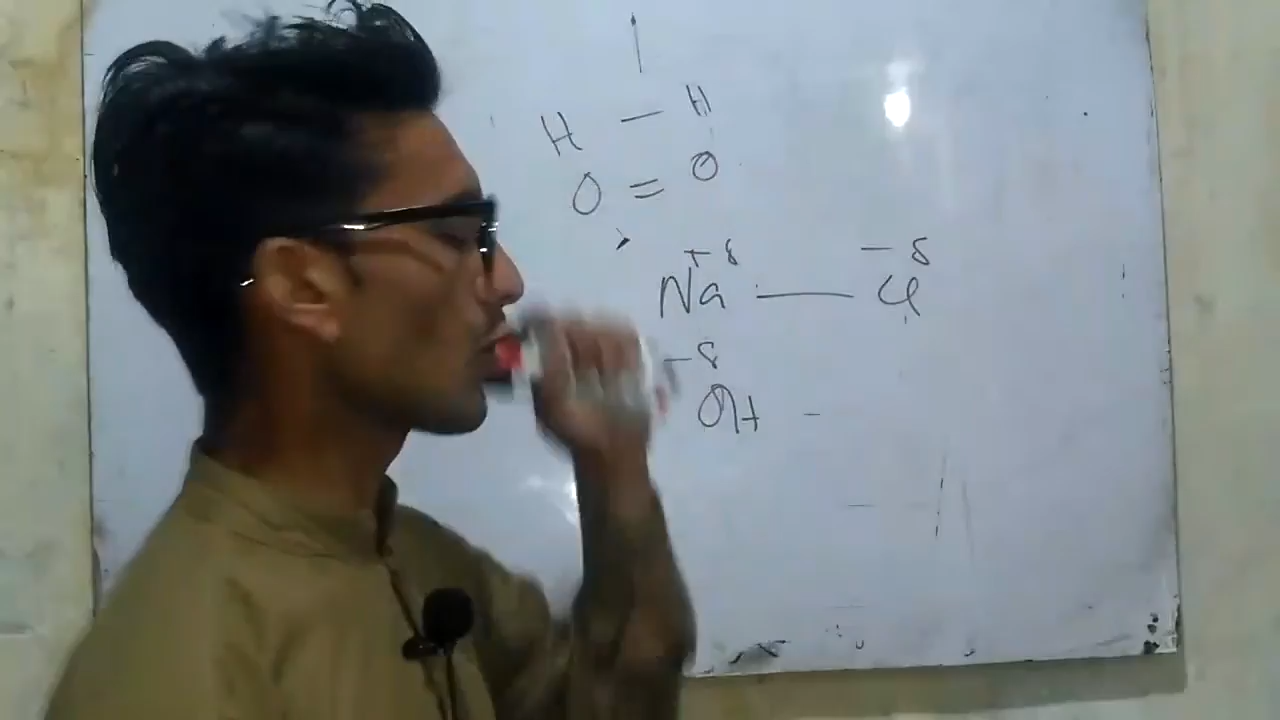 H — H
O = O
+δ −δ
Na — Cl
−δ
OH -